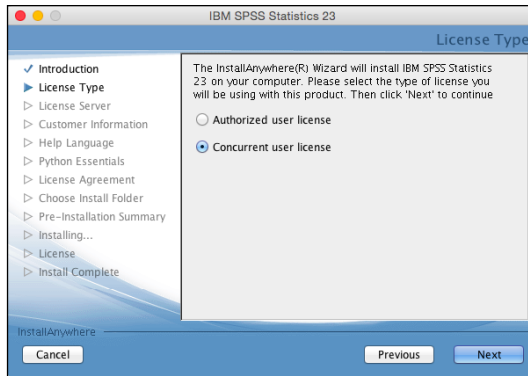 IBM SPSS Statistics 23
License Type
Introduction
License Type
License Server
Customer Information
Help Language
Python Essentials
License Agreement
Choose Install Folder
Pre-Installation Summary
Installing...
License
Install Complete
The InstallAnywhere(R) Wizard will install IBM SPSS Statistics
23 on your computer. Please select the type of license you
will be using with this product. Then click 'Next' to continue
Authorized user license
Concurrent user license
InstallAnywhere
Cancel
Previous
Next